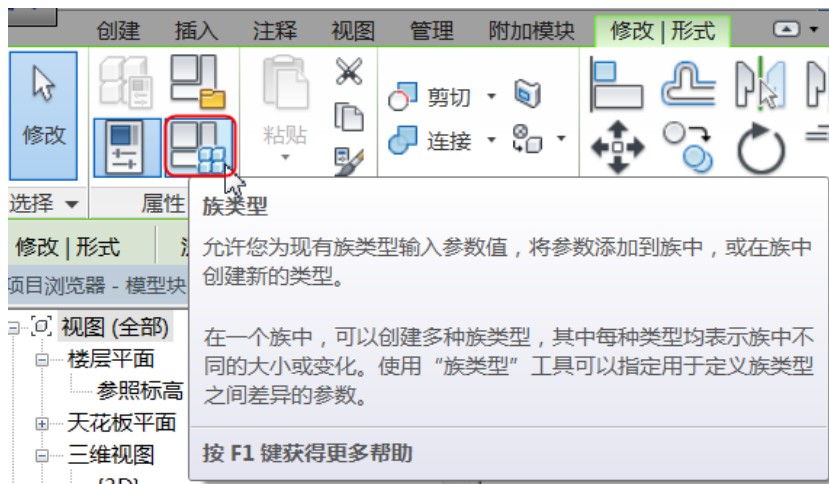 创建 插入 注释 视图 管理 附加模块 修改 | 形式
修改 粘贴 剪切
连接
选择 属性
族类型
修改 | 形式
允许您为现有族类型输入参数值，将参数添加到族中，或在族中
创建新的类型。
项目浏览器 - 模型块
视图 (全部)
在一个族中，可以创建多种族类型，其中每种类型均表示族中不
楼层平面
同的大小或变化。使用“族类型”工具可以指定用于定义族类型
参照标高
之间差异的参数。
天花板平面
三维视图
按 F1 键获得更多帮助
{3D}